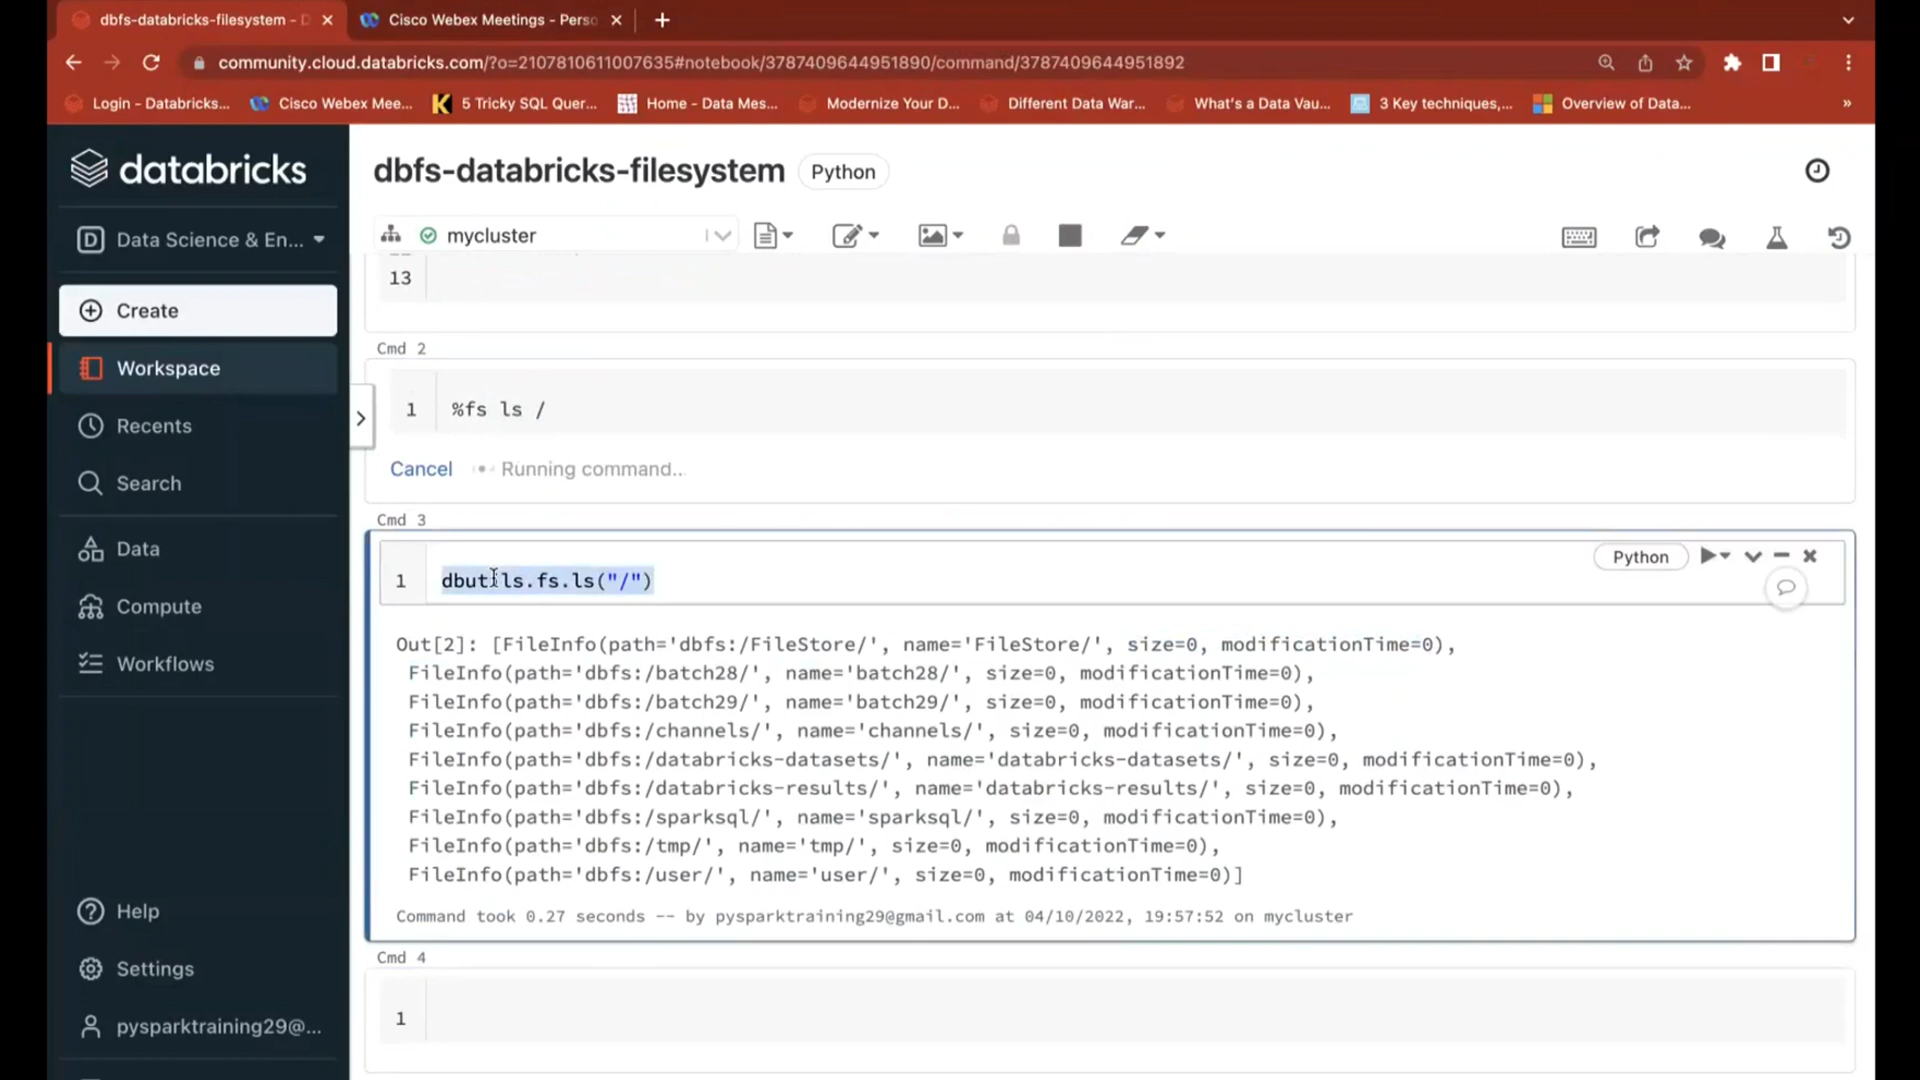 dbfs-databricks-filesystem - D
Cisco Webex Meetings - Perso
community.cloud.databricks.com/?o=2107810611007635#notebook/3787409644951890/command/3787409644951892
Login - Databricks...
Cisco Webex Mee...
5 Tricky SQL Quer...
Home - Data Mes...
Modernize Your D...
Different Data War...
What's a Data Vau...
3 Key techniques,...
Overview of Data...
»
databricks
D Data Science & En...
Create
Workspace
Recents
Search
Data
Compute
Workflows
Help
Settings
pysparktraining29@...
dbfs-databricks-filesystem Python
mycluster
13
Cmd 2
1 %fs ls /
Cancel Running command..
Cmd 3
Python
1 dbutils.fs.ls("/")
Out[2]: [FileInfo(path='dbfs:/FileStore/', name='FileStore/', size=0, modificationTime=0),
FileInfo(path='dbfs:/batch28/', name='batch28/', size=0, modificationTime=0),
FileInfo(path='dbfs:/batch29/', name='batch29/', size=0, modificationTime=0),
FileInfo(path='dbfs:/channels/', name='channels/', size=0, modificationTime=0),
FileInfo(path='dbfs:/databricks-datasets/', name='databricks-datasets/', size=0, modificationTime=0),
FileInfo(path='dbfs:/databricks-results/', name='databricks-results/', size=0, modificationTime=0),
FileInfo(path='dbfs:/sparksql/', name='sparksql/', size=0, modificationTime=0),
FileInfo(path='dbfs:/tmp/', name='tmp/', size=0, modificationTime=0),
FileInfo(path='dbfs:/user/', name='user/', size=0, modificationTime=0)]
Command took 0.27 seconds -- by pysparktraining29@gmail.com at 04/10/2022, 19:57:52 on mycluster
Cmd 4
1